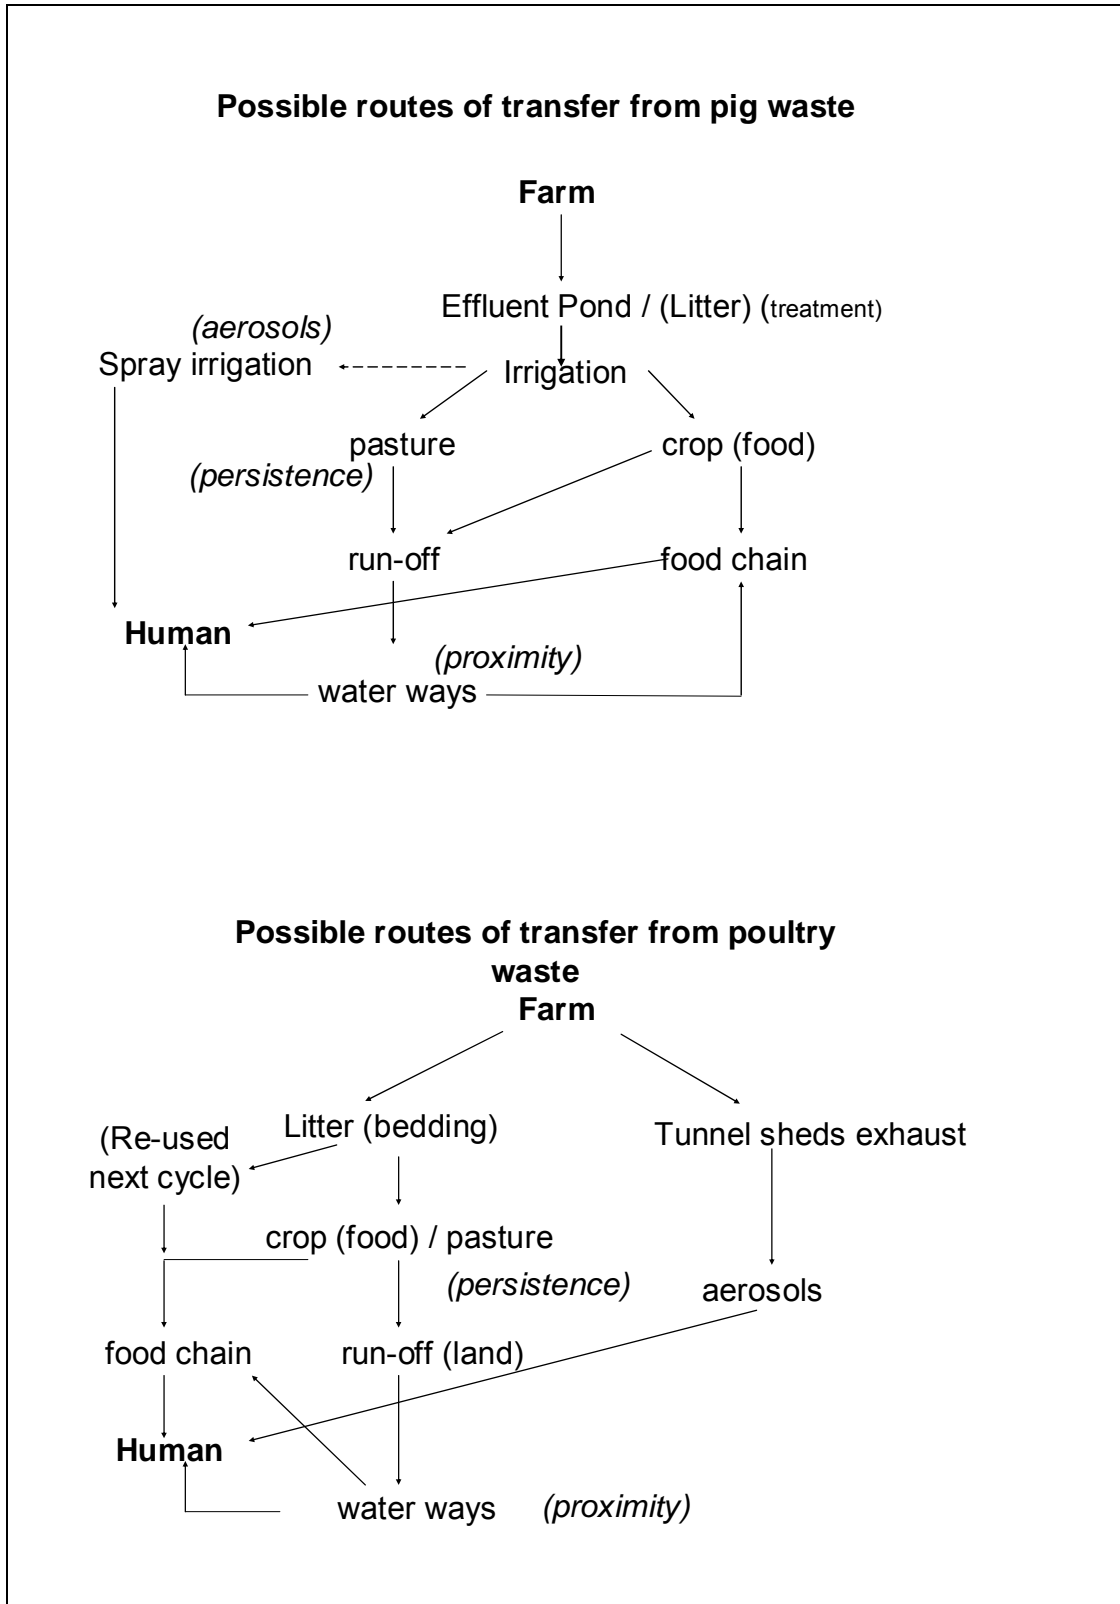 Possible routes of transfer from pig waste
Farm
Effluent Pond / (Litter) (treatment)
(aerosols)
Spray irrigation
Irrigation
pasture
crop (food)
(persistence)
run-off
food chain
Human
(proximity)
water ways
Possible routes of transfer from poultry
waste
Farm
Litter (bedding)
Tunnel sheds exhaust
(Re-used
next cycle)
crop (food) / pasture
(persistence)
aerosols
food chain
run-off (land)
Human
water ways
(proximity)